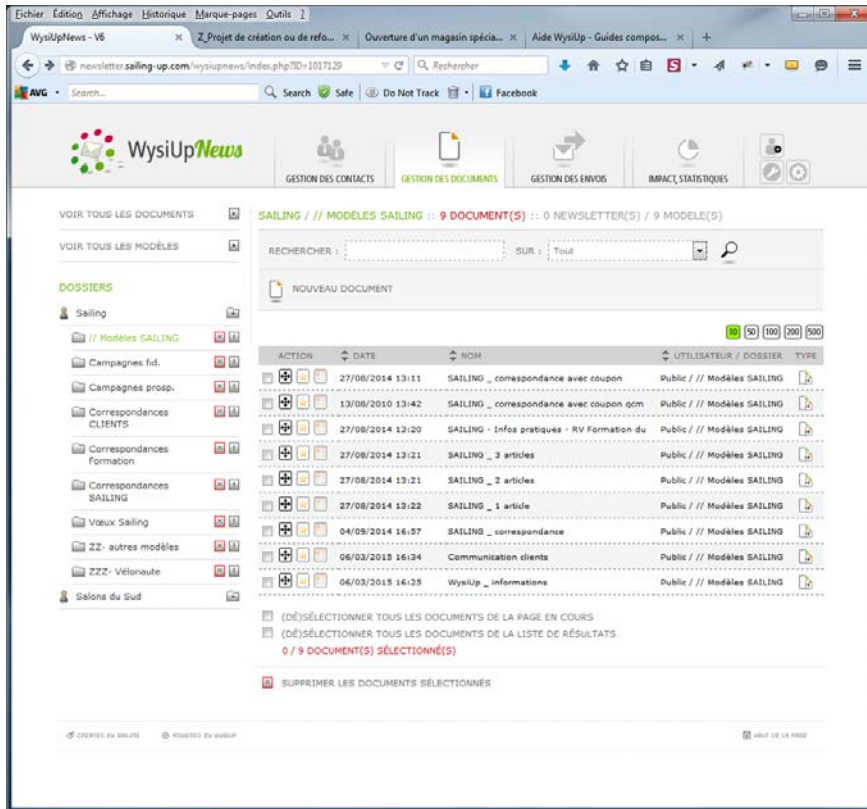 Fichier Édition Affichage Historique Marque-pages Outils ?
WysiUpNews - V6 × Z_Projet de création ou de refo... × Ouverture d'un magasin spécia... × Aide WysiUp - Guides compos... × +
newsletter.sailing-up.com/wysiupnews/index.php?ID=1017129 Rechercher
AVG Search... Search Safe Do Not Track Facebook
WysiUpNews
GESTION DES CONTACTS GESTION DES DOCUMENTS GESTION DES ENVOIS IMPACT, STATISTIQUES
VOIR TOUS LES DOCUMENTS
VOIR TOUS LES MODÈLES
DOSSIERS
Sailing
// Modèles SAILING
Campagnes fid.
Campagnes prosp.
Correspondances
CLIENTS
Correspondances
Formation
Correspondances
SAILING
Vœux Sailing
ZZ- autres modèles
ZZZ- Vélonaute
Salons du Sud
SAILING / // MODÈLES SAILING :: 9 DOCUMENT(S) :: 0 NEWSLETTER(S) / 9 MODELE(S)
RECHERCHER : SUR : Tout
NOUVEAU DOCUMENT
10 50 100 200 500
ACTION DATE NOM UTILISATEUR / DOSSIER TYPE
27/08/2014 13:11 SAILING _ correspondance avec coupon Public / // Modèles SAILING
13/08/2010 13:42 SAILING _ correspondance avec coupon qcm Public / // Modèles SAILING
27/08/2014 13:20 SAILING - Infos pratiques - RV Formation du Public / // Modèles SAILING
27/08/2014 13:21 SAILING _ 3 articles Public / // Modèles SAILING
27/08/2014 13:21 SAILING _ 2 articles Public / // Modèles SAILING
27/08/2014 13:22 SAILING _ 1 article Public / // Modèles SAILING
04/09/2014 16:57 SAILING _ correspondance Public / // Modèles SAILING
06/03/2015 16:34 Communication clients Public / // Modèles SAILING
06/03/2015 16:25 WysiUp _ informations Public / // Modèles SAILING
(DÉ)SÉLECTIONNER TOUS LES DOCUMENTS DE LA PAGE EN COURS
(DÉ)SÉLECTIONNER TOUS LES DOCUMENTS DE LA LISTE DE RÉSULTATS
0 / 9 DOCUMENT(S) SÉLECTIONNÉ(S)
SUPPRIMER LES DOCUMENTS SÉLECTIONNÉS
POWERED BY WYSIUP HAUT DE LA PAGE